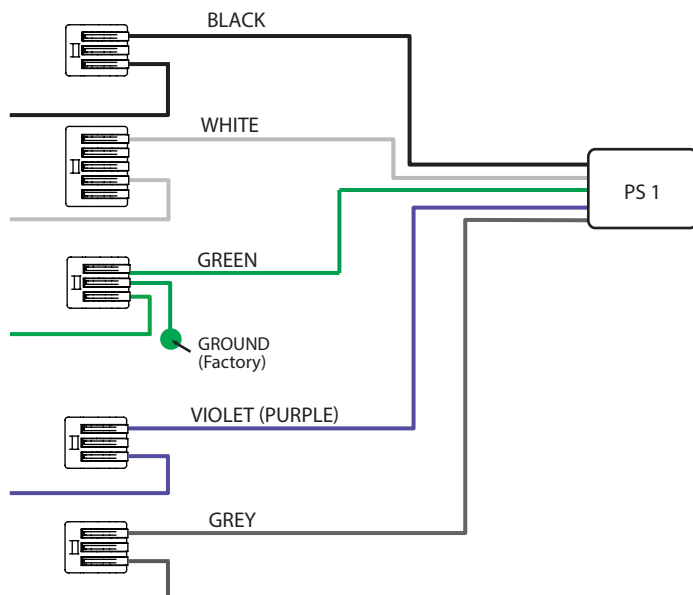 BLACK
WHITE
PS 1
GREEN
GROUND
(Factory)
VIOLET (PURPLE)
GREY